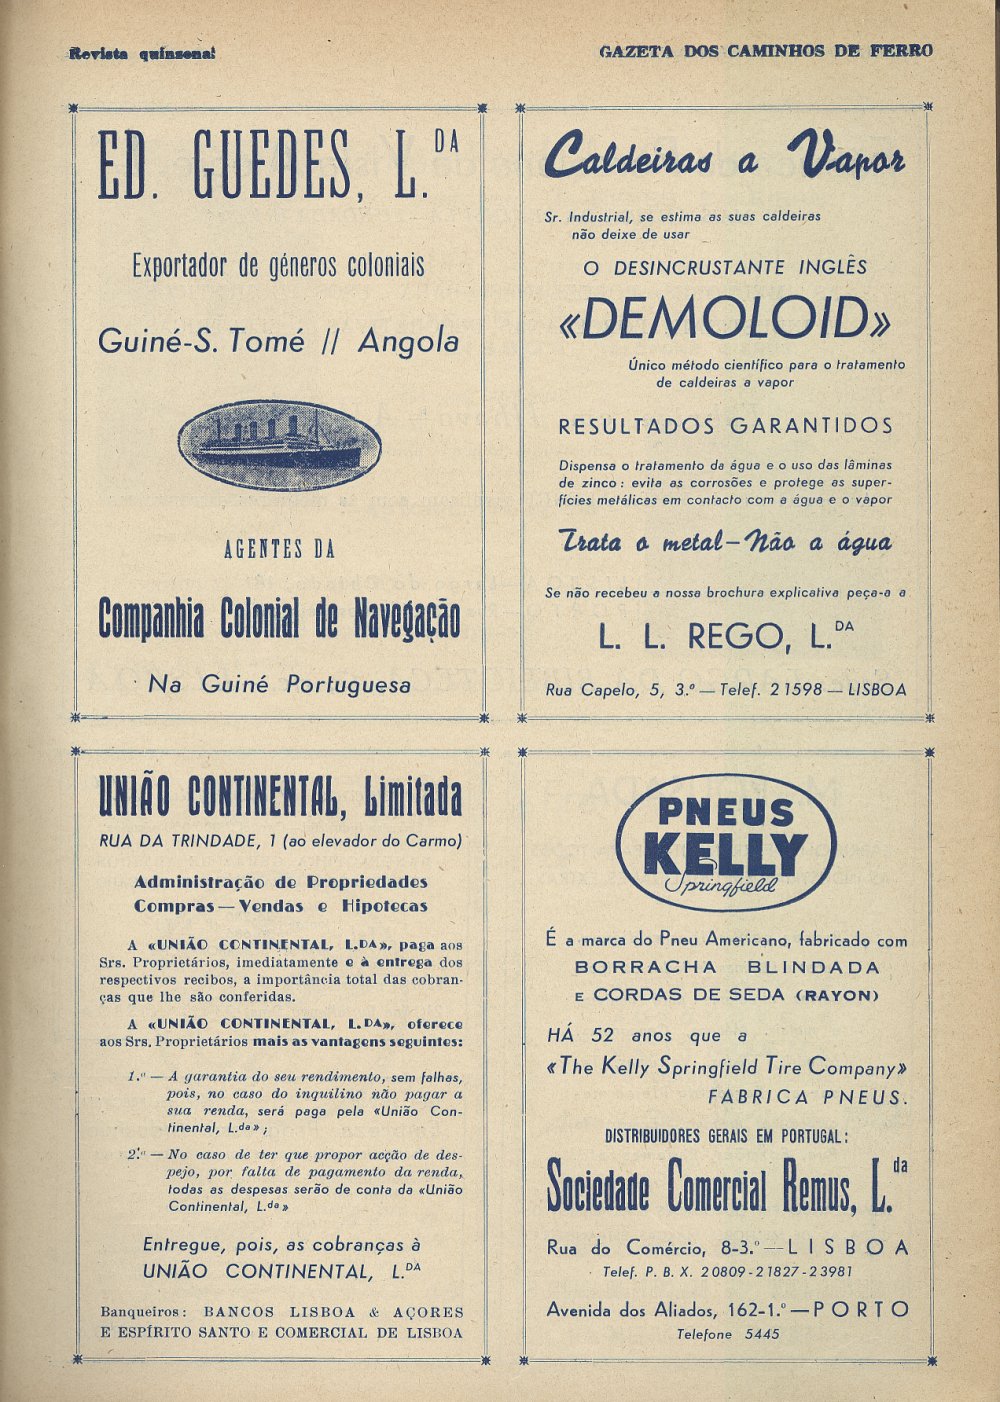 Revista quinzenal
GAZETA DOS CAMINHOS DE FERRO
ED. GUEDES, L.DA
Exportador de géneros coloniais
Guiné-S. Tomé // Angola
AGENTES DA
Companhia Colonial de Navegação
Na Guiné Portuguesa
Caldeiras a Vapor
Sr. Industrial, se estima as suas caldeiras
não deixe de usar
O DESINCRUSTANTE INGLÊS
«DEMOLOID»
Único método científico para o tratamento
de caldeiras a vapor
RESULTADOS GARANTIDOS
Dispensa o tratamento da água e o uso das lâminas
de zinco: evita as corrosões e protege as super-
fícies metálicas em contacto com a água e o vapor
Trata o metal — Não a água
Se não recebeu a nossa brochura explicativa peça-a a
L. L. REGO, L.DA
Rua Capelo, 5, 3.º — Telef. 21598 — LISBOA
UNIÃO CONTINENTAL, Limitada
RUA DA TRINDADE, 1 (ao elevador do Carmo)
Administração de Propriedades
Compras — Vendas e Hipotecas
A «UNIÃO CONTINENTAL, L.DA», paga aos
Srs. Proprietários, imediatamente e à entrega dos
respectivos recibos, a importância total das cobran-
ças que lhe são conferidas.
A «UNIÃO CONTINENTAL, L.DA», oferece
aos Srs. Proprietários mais as vantagens seguintes:
1.º — A garantia do seu rendimento, sem falhas,
pois, no caso do inquilino não pagar a
sua renda, será paga pela «União Con-
tinental, L.da»;
2.º — No caso de ter que propor acção de des-
pejo, por falta de pagamento da renda,
todas as despesas serão de conta da «União
Continental, L.da»
Entregue, pois, as cobranças à
UNIÃO CONTINENTAL, L.DA
Banqueiros: BANCOS LISBOA & AÇORES
E ESPÍRITO SANTO E COMERCIAL DE LISBOA
PNEUS
KELLY
Springfield
É a marca do Pneu Americano, fabricado com
BORRACHA BLINDADA
E CORDAS DE SEDA (RAYON)
HÁ 52 anos que a
«The Kelly Springfield Tire Company»
FABRICA PNEUS.
DISTRIBUIDORES GERAIS EM PORTUGAL:
Sociedade Comercial Remus, L.da
Rua do Comércio, 8-3.º — LISBOA
Telef. P. B. X. 20809-21827-23981
Avenida dos Aliados, 162-1.º — PORTO
Telefone 5445